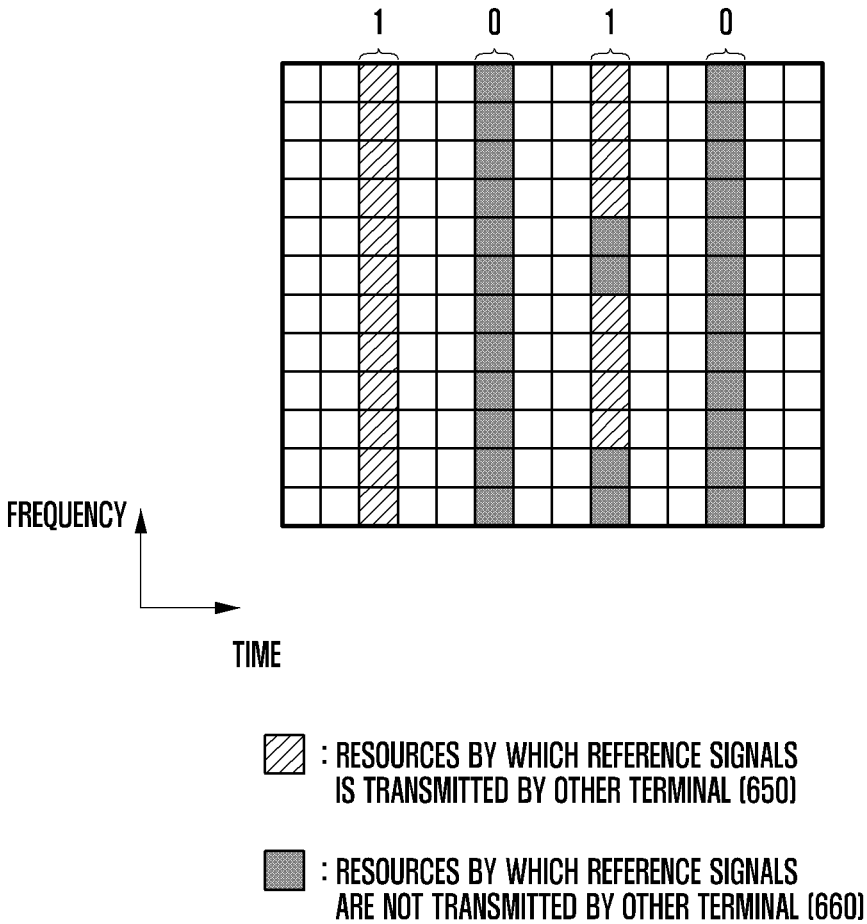 1 0 1 0
FREQUENCY
TIME
: RESOURCES BY WHICH REFERENCE SIGNALS
IS TRANSMITTED BY OTHER TERMINAL (650)
: RESOURCES BY WHICH REFERENCE SIGNALS
ARE NOT TRANSMITTED BY OTHER TERMINAL (660)